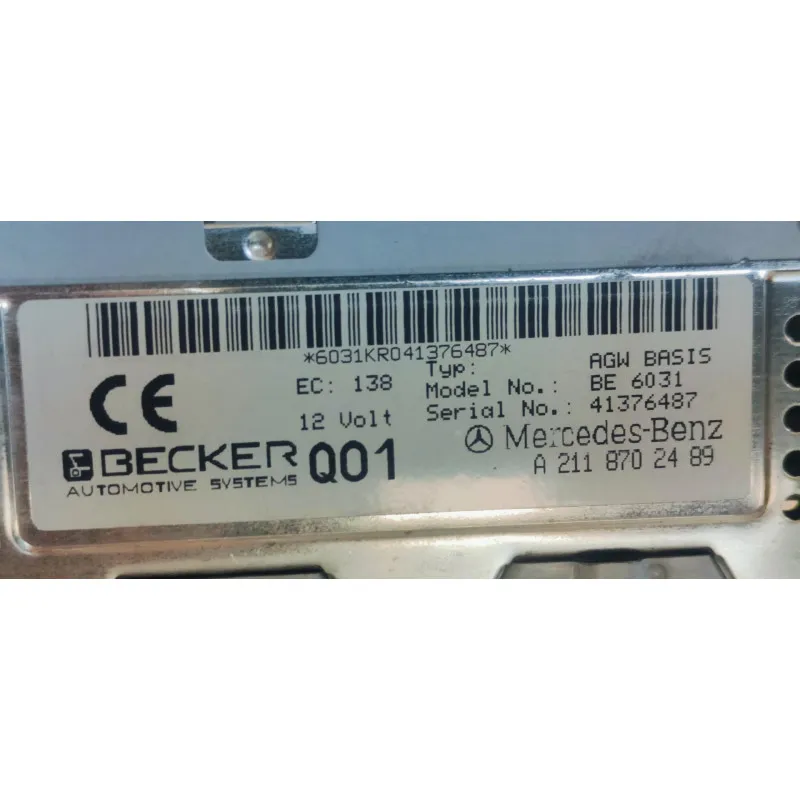 *6031KR041376487*
CE
EC: 138
12 Volt
Typ: AGW BASIS
Model No.: BE 6031
Serial No.: 41376487
BECKER
AUTOMOTIVE SYSTEMS
Q01
Mercedes-Benz
A 211 870 24 89